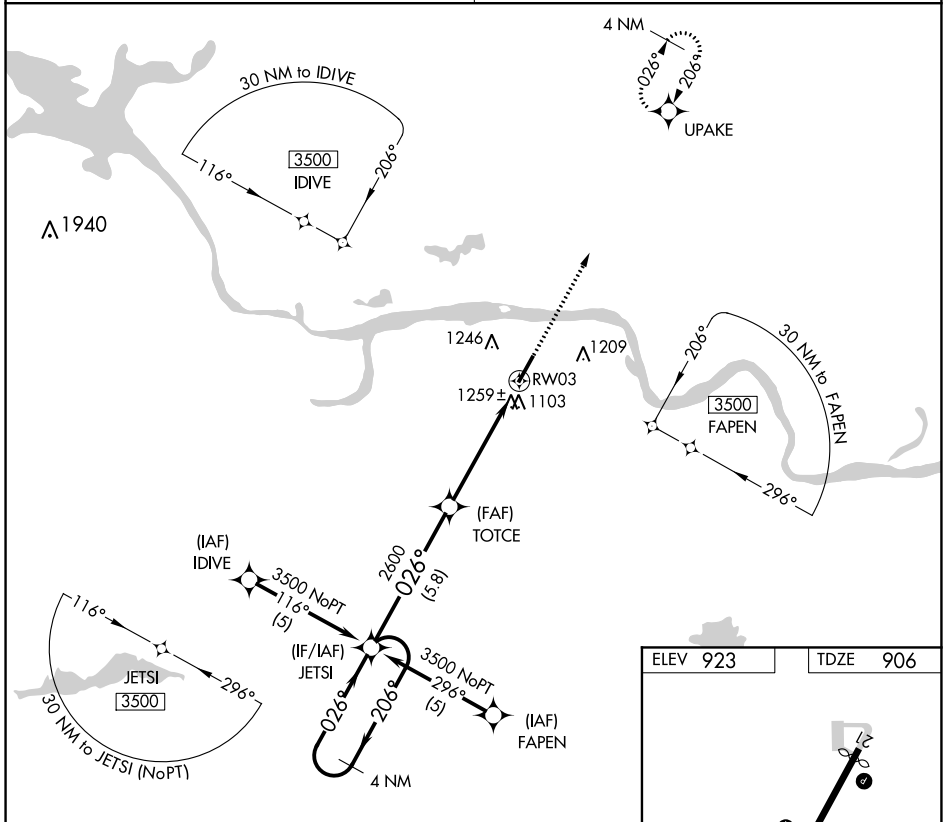 4 NM
026°
206°
UPAKE
30 NM to IDIVE
3500
IDIVE
116°
206°
1940
1246
1209
RW03
1259±
1103
206°
30 NM to FAPEN
3500
FAPEN
296°
(FAF)
TOTCE
(IAF)
IDIVE
2600
026°
(5.8)
3500 NoPT
116°
(5)
(IF/IAF)
JETSI
3500 NoPT
296°
(5)
(IAF)
FAPEN
026°
206°
4 NM
116°
JETSI
3500
296°
30 NM to JETSI (NoPT)
ELEV 923
TDZE 906
21
P